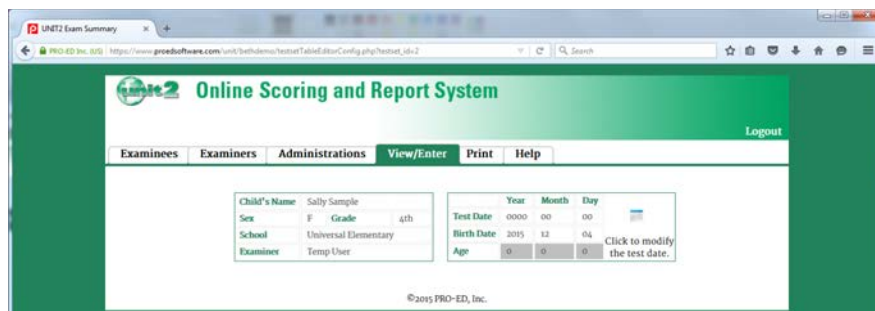 UNIT2 Exam Summary
PRO-ED Inc. (US) https://www.proedsoftware.com/unit/bethdemo/testsetTableEditorConfig.php?testset_id=2 Search
unit2 Online Scoring and Report System
Logout
Examinees Examiners Administrations View/Enter Print Help
Child's Name Sally Sample
Sex F Grade 4th
School Universal Elementary
Examiner Temp User
Year Month Day
Test Date 0000 00 00
Birth Date 2015 12 04
Age 0 0 0
Click to modify
the test date.
©2015 PRO-ED, Inc.